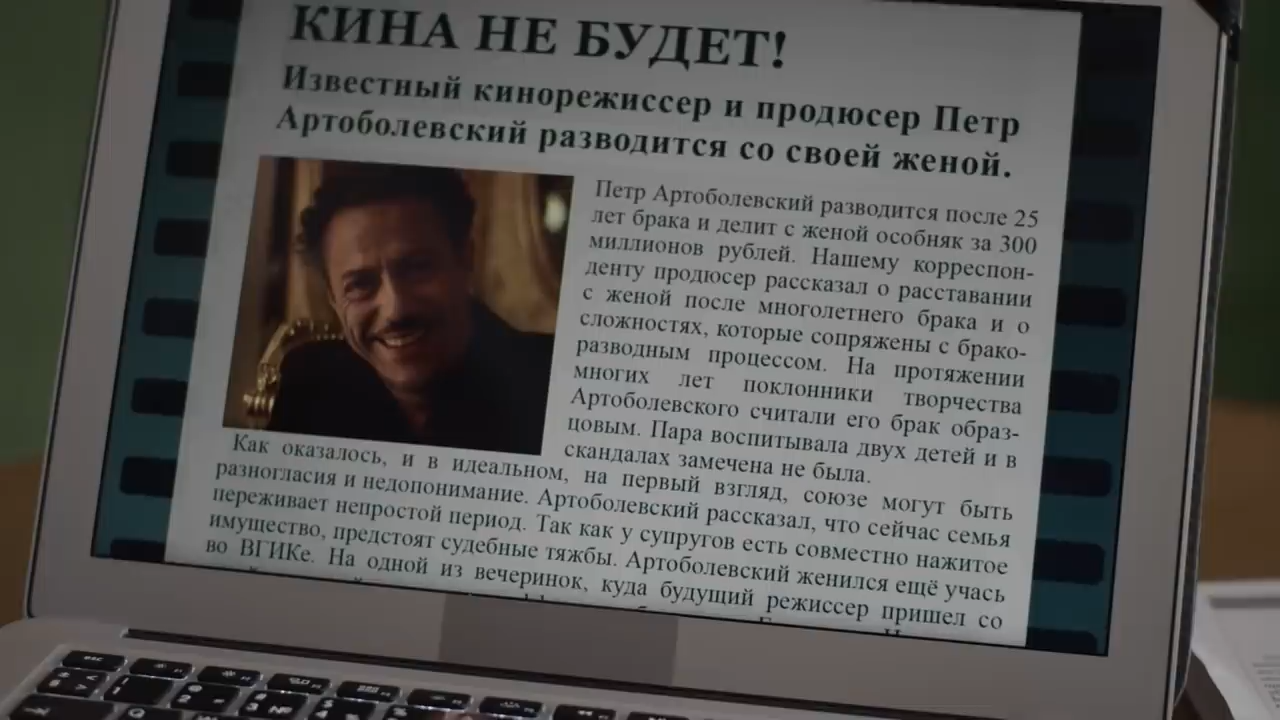 КИНА НЕ БУДЕТ!
Известный кинорежиссер и продюсер Петр
Артоболевский разводится со своей женой.
Петр Артоболевский разводится после 25
лет брака и делит с женой особняк за 300
миллионов рублей. Нашему корреспон-
денту продюсер рассказал о расставании
с женой после многолетнего брака и о
сложностях, которые сопряжены с брако-
разводным процессом. На протяжении
многих лет поклонники творчества
Артоболевского считали его брак образ-
цовым. Пара воспитывала двух детей и в
скандалах замечена не была.
Как оказалось, и в идеальном, на первый взгляд, союзе могут быть
разногласия и недопонимание. Артоболевский рассказал, что сейчас семья
переживает непростой период. Так как у супругов есть совместно нажитое
имущество, предстоят судебные тяжбы. Артоболевский женился ещё учась
во ВГИКе. На одной из вечеринок, куда будущий режиссер пришел со
esc